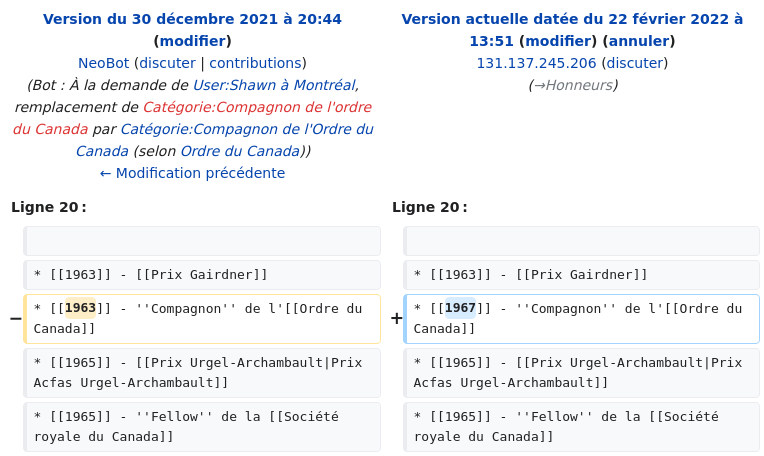 Version du 30 décembre 2021 à 20:44
(modifier)
NeoBot (discuter | contributions)
(Bot : À la demande de User:Shawn à Montréal,
remplacement de Catégorie:Compagnon de l'ordre
du Canada par Catégorie:Compagnon de l'Ordre du
Canada (selon Ordre du Canada))
← Modification précédente
Version actuelle datée du 22 février 2022 à
13:51 (modifier) (annuler)
131.137.245.206 (discuter)
(→Honneurs)
Ligne 20 :
Ligne 20 :
* [[1963]] - [[Prix Gairdner]]
* [[1963]] - [[Prix Gairdner]]
− * [[1963]] - ''Compagnon'' de l'[[Ordre du
Canada]]
+ * [[1967]] - ''Compagnon'' de l'[[Ordre du
Canada]]
* [[1965]] - [[Prix Urgel-Archambault|Prix
Acfas Urgel-Archambault]]
* [[1965]] - [[Prix Urgel-Archambault|Prix
Acfas Urgel-Archambault]]
* [[1965]] - ''Fellow'' de la [[Société
royale du Canada]]
* [[1965]] - ''Fellow'' de la [[Société
royale du Canada]]